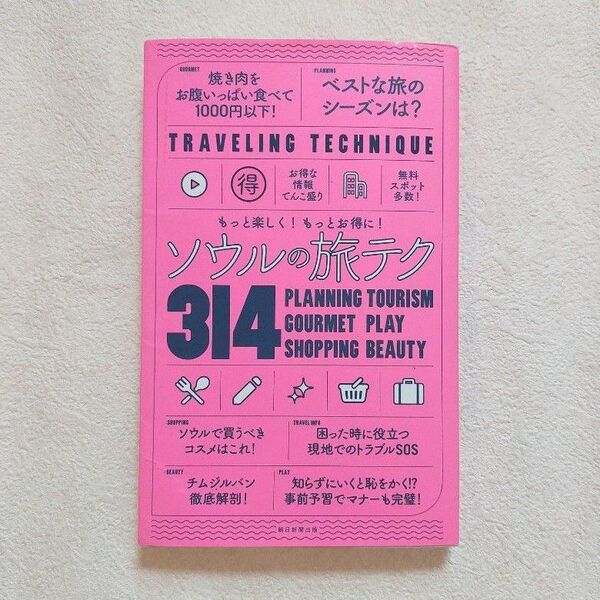 GOURMET
焼き肉を
お腹いっぱい食べて
1000円以下!
PLANNING
ベストな旅の
シーズンは?
TRAVELING TECHNIQUE
得
お得な
情報
てんこ盛り
無料
スポット
多数!
もっと楽しく! もっとお得に!
ソウルの旅テク
314
PLANNING TOURISM
GOURMET PLAY
SHOPPING BEAUTY
SHOPPING
ソウルで買うべき
コスメはこれ!
TRAVEL INFO
困った時に役立つ
現地でのトラブルSOS
BEAUTY
チムジルバン
徹底解剖!
PLAY
知らずにいくと恥をかく!?
事前予習でマナーも完璧!
朝日新聞出版